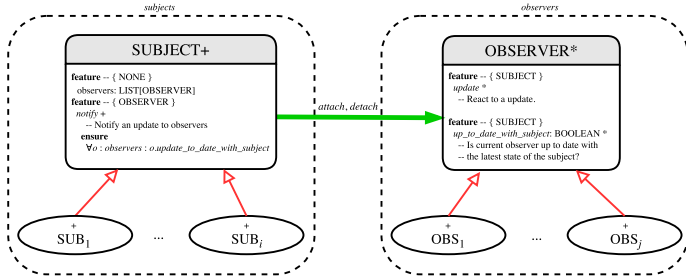 subjects
observers
SUBJECT+
feature -- { NONE }
observers: LIST[OBSERVER]
feature -- { OBSERVER }
notify +
-- Notify an update to observers
ensure
∀o : observers : o.update_to_date_with_subject
attach, detach
OBSERVER*
feature -- { SUBJECT }
update *
-- React to a update.
feature -- { SUBJECT }
up_to_date_with_subject: BOOLEAN *
-- Is current observer up to date with
-- the latest state of the subject?
+
SUB1
...
+
SUBi
+
OBS1
...
+
OBSj